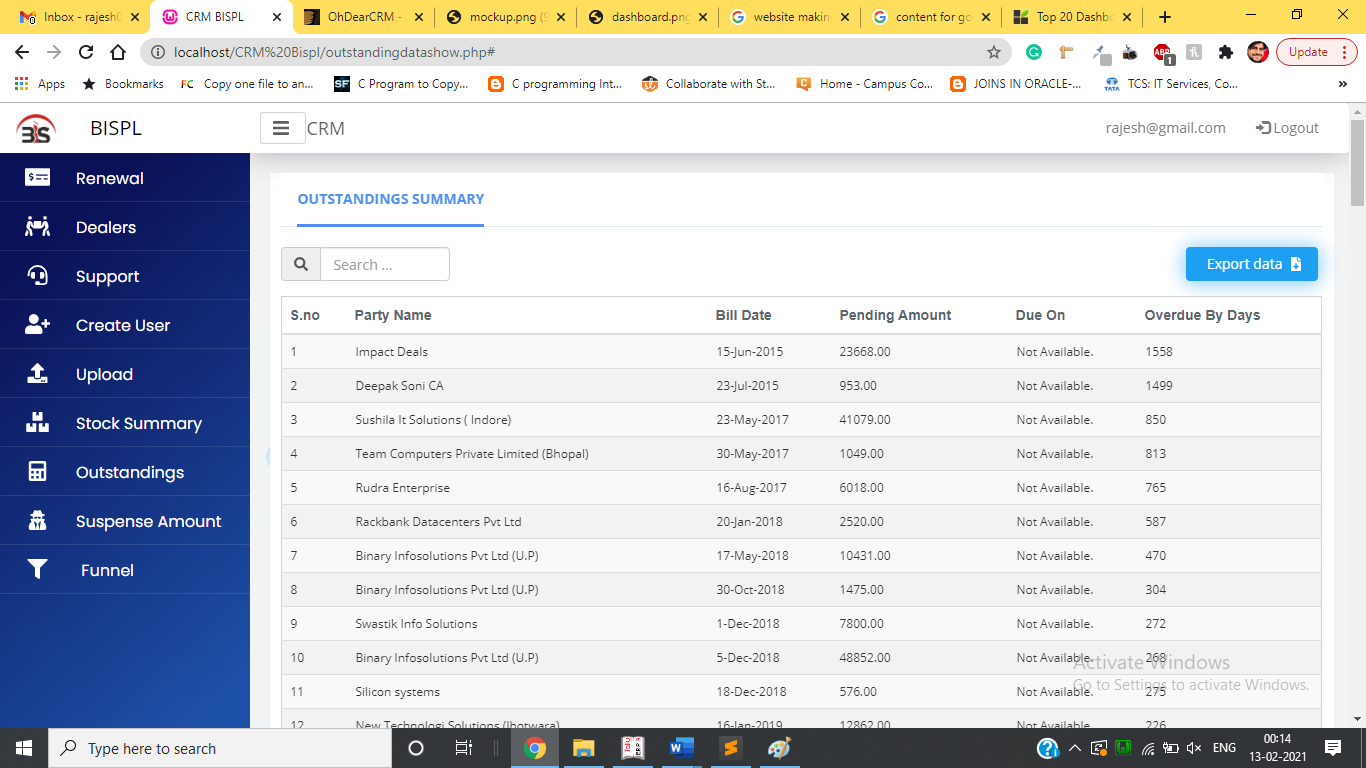 Inbox - rajesh0
CRM BISPL
OhDearCRM -
mockup.png (9
dashboard.png
website makin
content for go
Top 20 Dashbo
localhost/CRM%20Bispl/outstandingdatashow.php#
ABP
1
Update
Apps
Bookmarks
FC Copy one file to an...
SF C Program to Copy...
C programming Int...
Collaborate with St...
Home - Campus Co...
JOINS IN ORACLE-...
TATA TCS: IT Services, Co...
»
BIS
BISPL
CRM
rajesh@gmail.com
Logout
Renewal
Dealers
Support
Create User
Upload
Stock Summary
Outstandings
Suspense Amount
Funnel
OUTSTANDINGS SUMMARY
Search ...
Export data
S.no Party Name Bill Date Pending Amount Due On Overdue By Days
1 Impact Deals 15-Jun-2015 23668.00 Not Available. 1558
2 Deepak Soni CA 23-Jul-2015 953.00 Not Available. 1499
3 Sushila It Solutions ( Indore) 23-May-2017 41079.00 Not Available. 850
4 Team Computers Private Limited (Bhopal) 30-May-2017 1049.00 Not Available. 813
5 Rudra Enterprise 16-Aug-2017 6018.00 Not Available. 765
6 Rackbank Datacenters Pvt Ltd 20-Jan-2018 2520.00 Not Available. 587
7 Binary Infosolutions Pvt Ltd (U.P) 17-May-2018 10431.00 Not Available. 470
8 Binary Infosolutions Pvt Ltd (U.P) 30-Oct-2018 1475.00 Not Available. 304
9 Swastik Info Solutions 1-Dec-2018 7800.00 Not Available. 272
10 Binary Infosolutions Pvt Ltd (U.P) 5-Dec-2018 48852.00 Not Available. 268
11 Silicon systems 18-Dec-2018 576.00 Not Available. 275
12 New Technologi Solutions (Jhotwara) 16-Jan-2019 12862.00 Not Available. 226
Activate Windows
Go to Settings to activate Windows.
Type here to search
ENG
00:14
13-02-2021